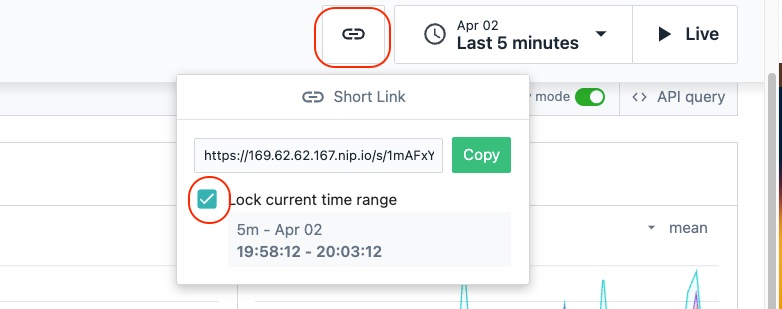 Apr 02
Last 5 minutes
Live
Short Link
mode
API query
https://169.62.62.167.nip.io/s/1mAFxY
Copy
Lock current time range
5m - Apr 02
19:58:12 - 20:03:12
mean